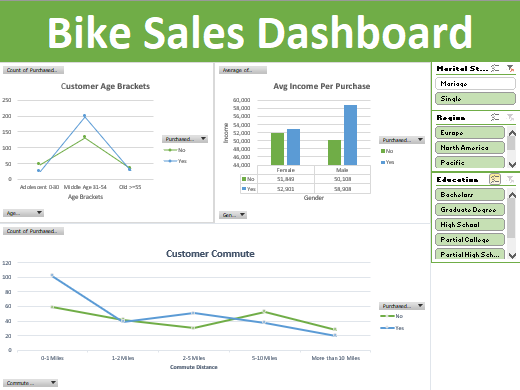 Bike Sales Dashboard
Count of Purchased...
Customer Age Brackets
250
200
150
100
50
0
Adolescent 0-30 Middle Age 31-54 Old >=55
Age Brackets
Purchased...
No
Yes
Age...
Average of...
Avg Income Per Purchase
60,000
58,000
56,000
54,000
52,000
50,000
48,000
46,000
44,000
Income
Female Male
No 51,849 50,108
Yes 52,901 58,908
Gender
Purchased...
No
Yes
Gen...
Marital St...
Mariage
Single
Region
Europe
North America
Pacific
Education
Bachelors
Graduate Degree
High School
Partial College
Partial High Sch...
Count of Purchased...
Customer Commute
120
100
80
60
40
20
0
0-1 Miles 1-2 Miles 2-5 Miles 5-10 Miles More than 10 Miles
Commute Distance
Purchased...
No
Yes
Commute ...